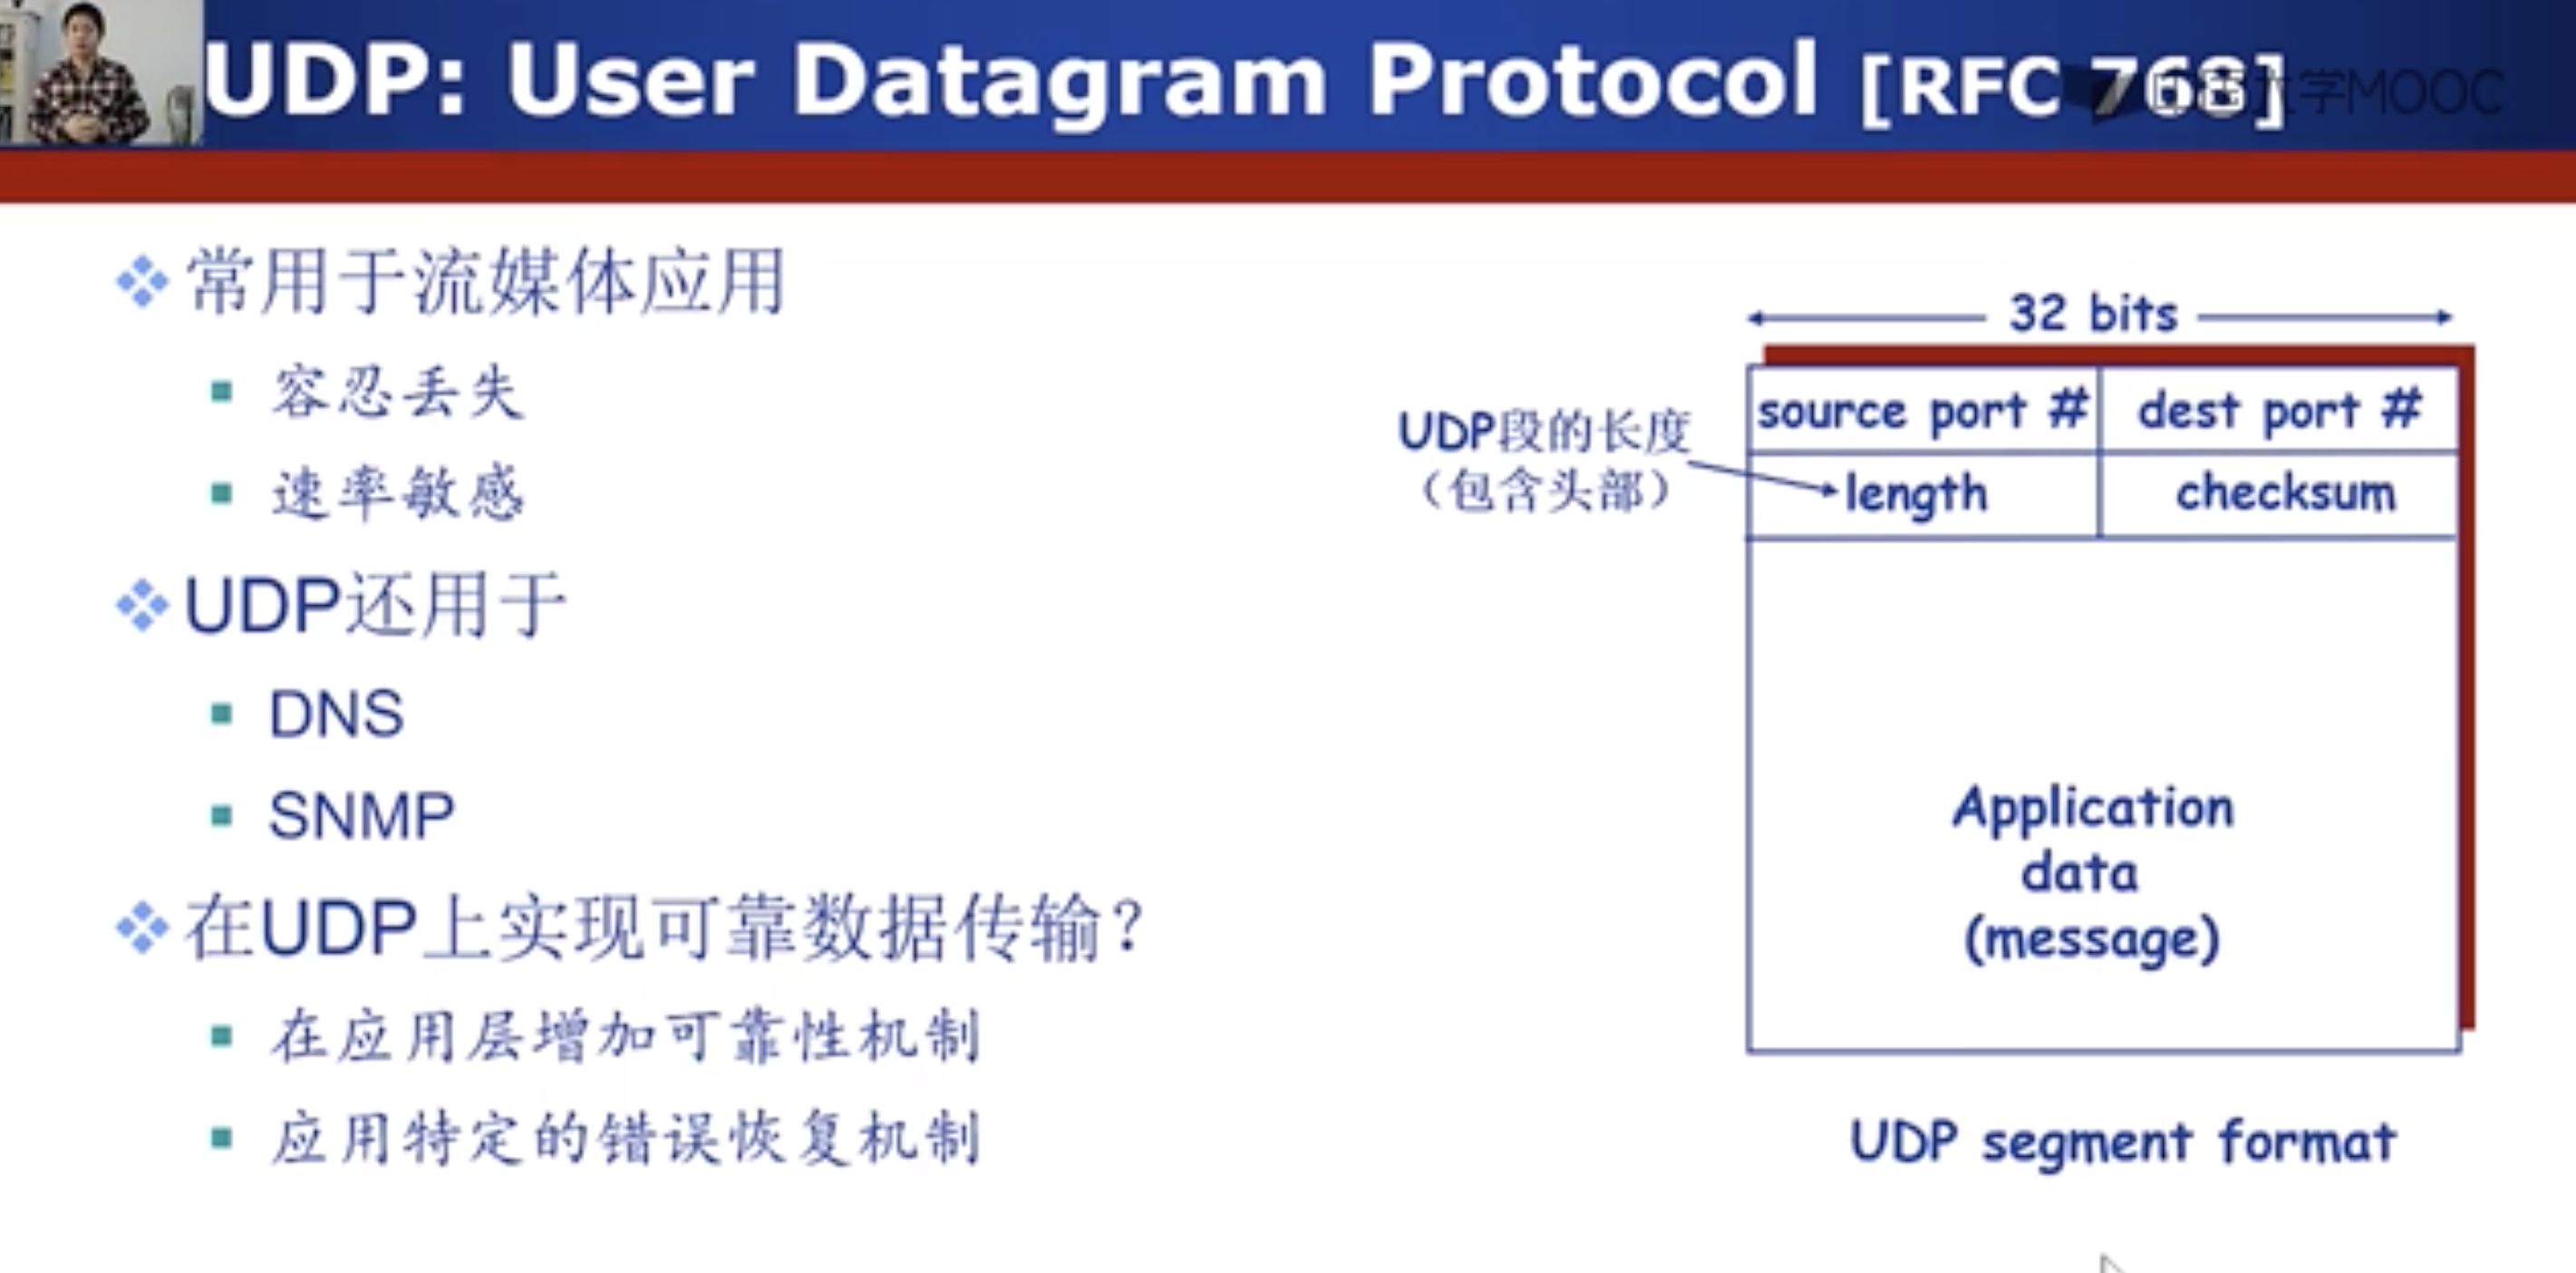 UDP: User Datagram Protocol [RFC 768]
大学MOOC
常用于流媒体应用
容忍丢失
速率敏感
UDP还用于
DNS
SNMP
在UDP上实现可靠数据传输？
在应用层增加可靠性机制
应用特定的错误恢复机制
32 bits
UDP段的长度
（包含头部）
source port # dest port #
length checksum
Application
data
(message)
UDP segment format